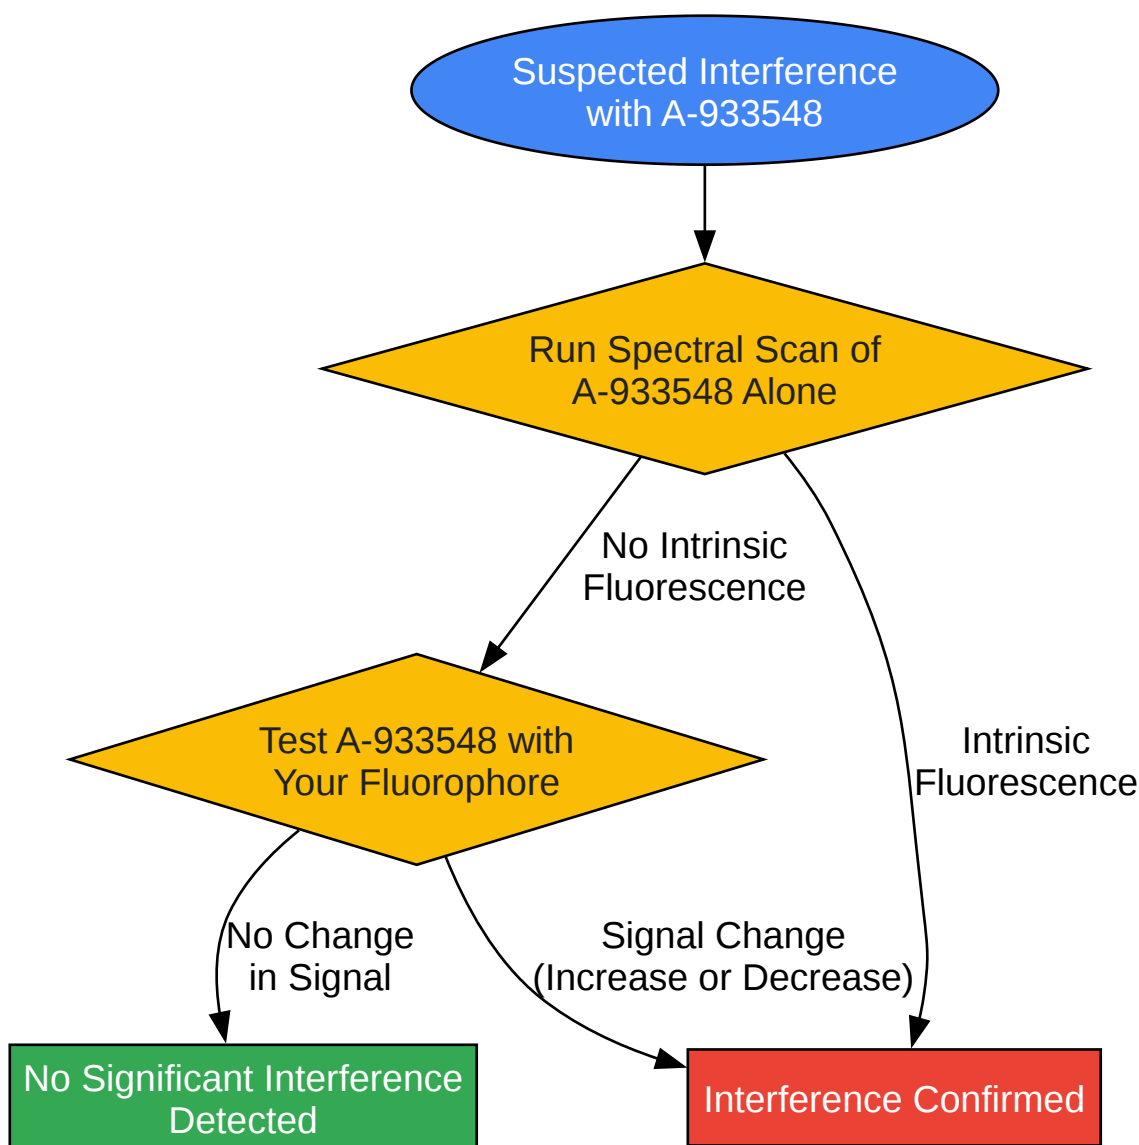 Suspected Interference
with A-933548
Run Spectral Scan of
A-933548 Alone
No Intrinsic
Fluorescence
Test A-933548 with
Your Fluorophore
Intrinsic
Fluorescence
No Change
in Signal
Signal Change
(Increase or Decrease)
No Significant Interference
Detected
Interference Confirmed